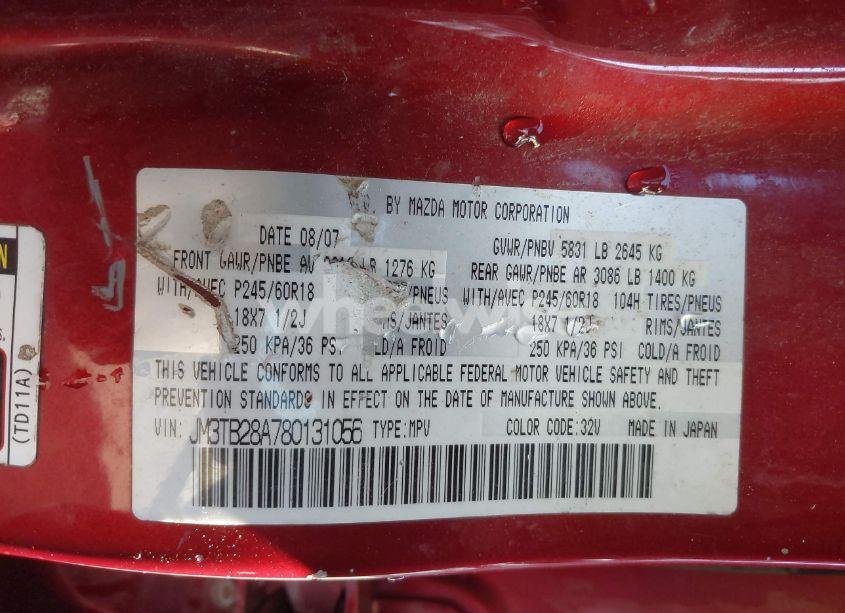 BY MAZDA MOTOR CORPORATION
DATE 08/07
GVWR/PNBV 5831 LB 2645 KG
FRONT GAWR/PNBE AV LB 1276 KG
REAR GAWR/PNBE AR 3086 LB 1400 KG
WITH/AVEC P245/60R18 /PNEUS
WITH/AVEC P245/60R18 104H TIRES/PNEUS
18X7 1/2J /JANTES
18X7 1/2J RIMS/JANTES
250 KPA/36 PSI /A FROID
250 KPA/36 PSI COLD/A FROID
THIS VEHICLE CONFORMS TO ALL APPLICABLE FEDERAL MOTOR VEHICLE SAFETY AND THEFT
PREVENTION STANDARDS IN EFFECT ON THE DATE OF MANUFACTURE SHOWN ABOVE.
VIN: JM3TB28A780131056 TYPE:MPV COLOR CODE:32V MADE IN JAPAN
(TD11A)